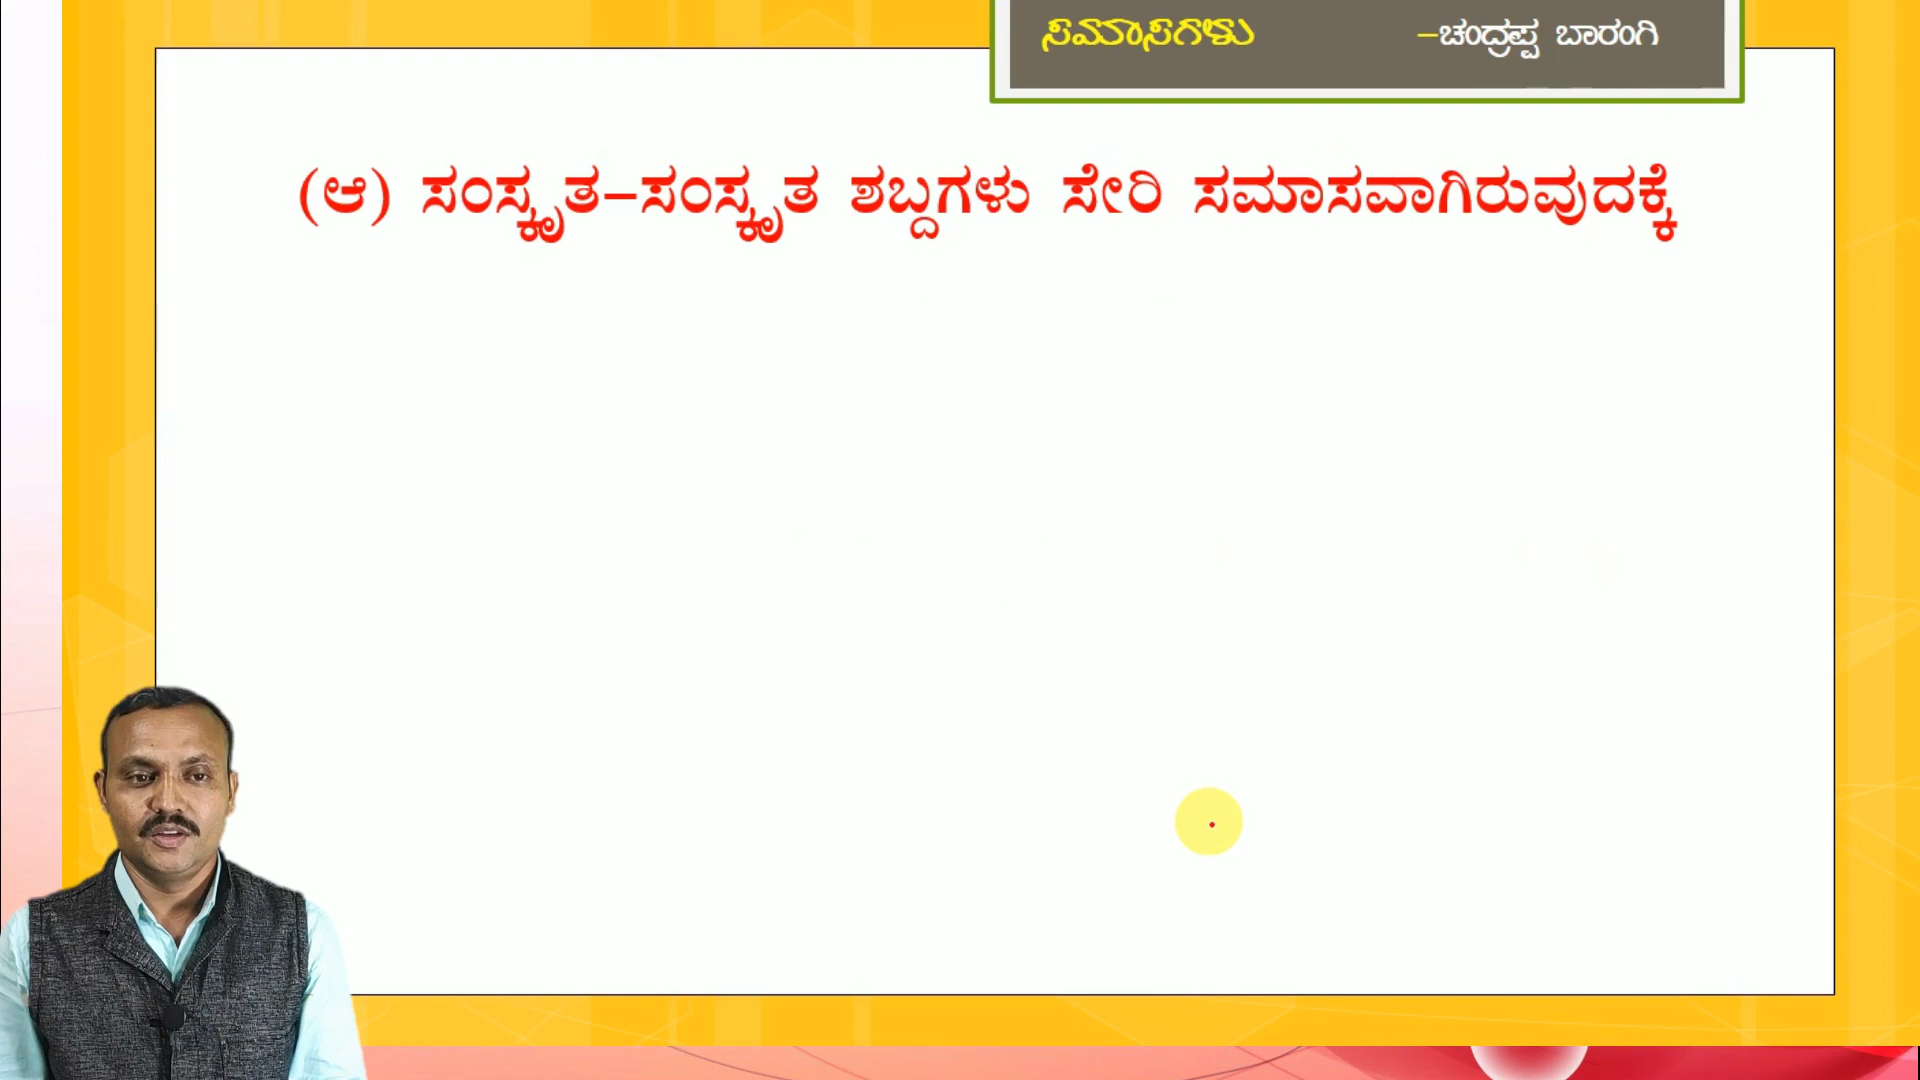 ಸಮಾಸಗಳು –ಚಂದ್ರಪ್ಪ ಬಾರಂಗಿ
(ಆ) ಸಂಸ್ಕೃತ–ಸಂಸ್ಕೃತ ಶಬ್ದಗಳು ಸೇರಿ ಸಮಾಸವಾಗಿರುವುದಕ್ಕೆ